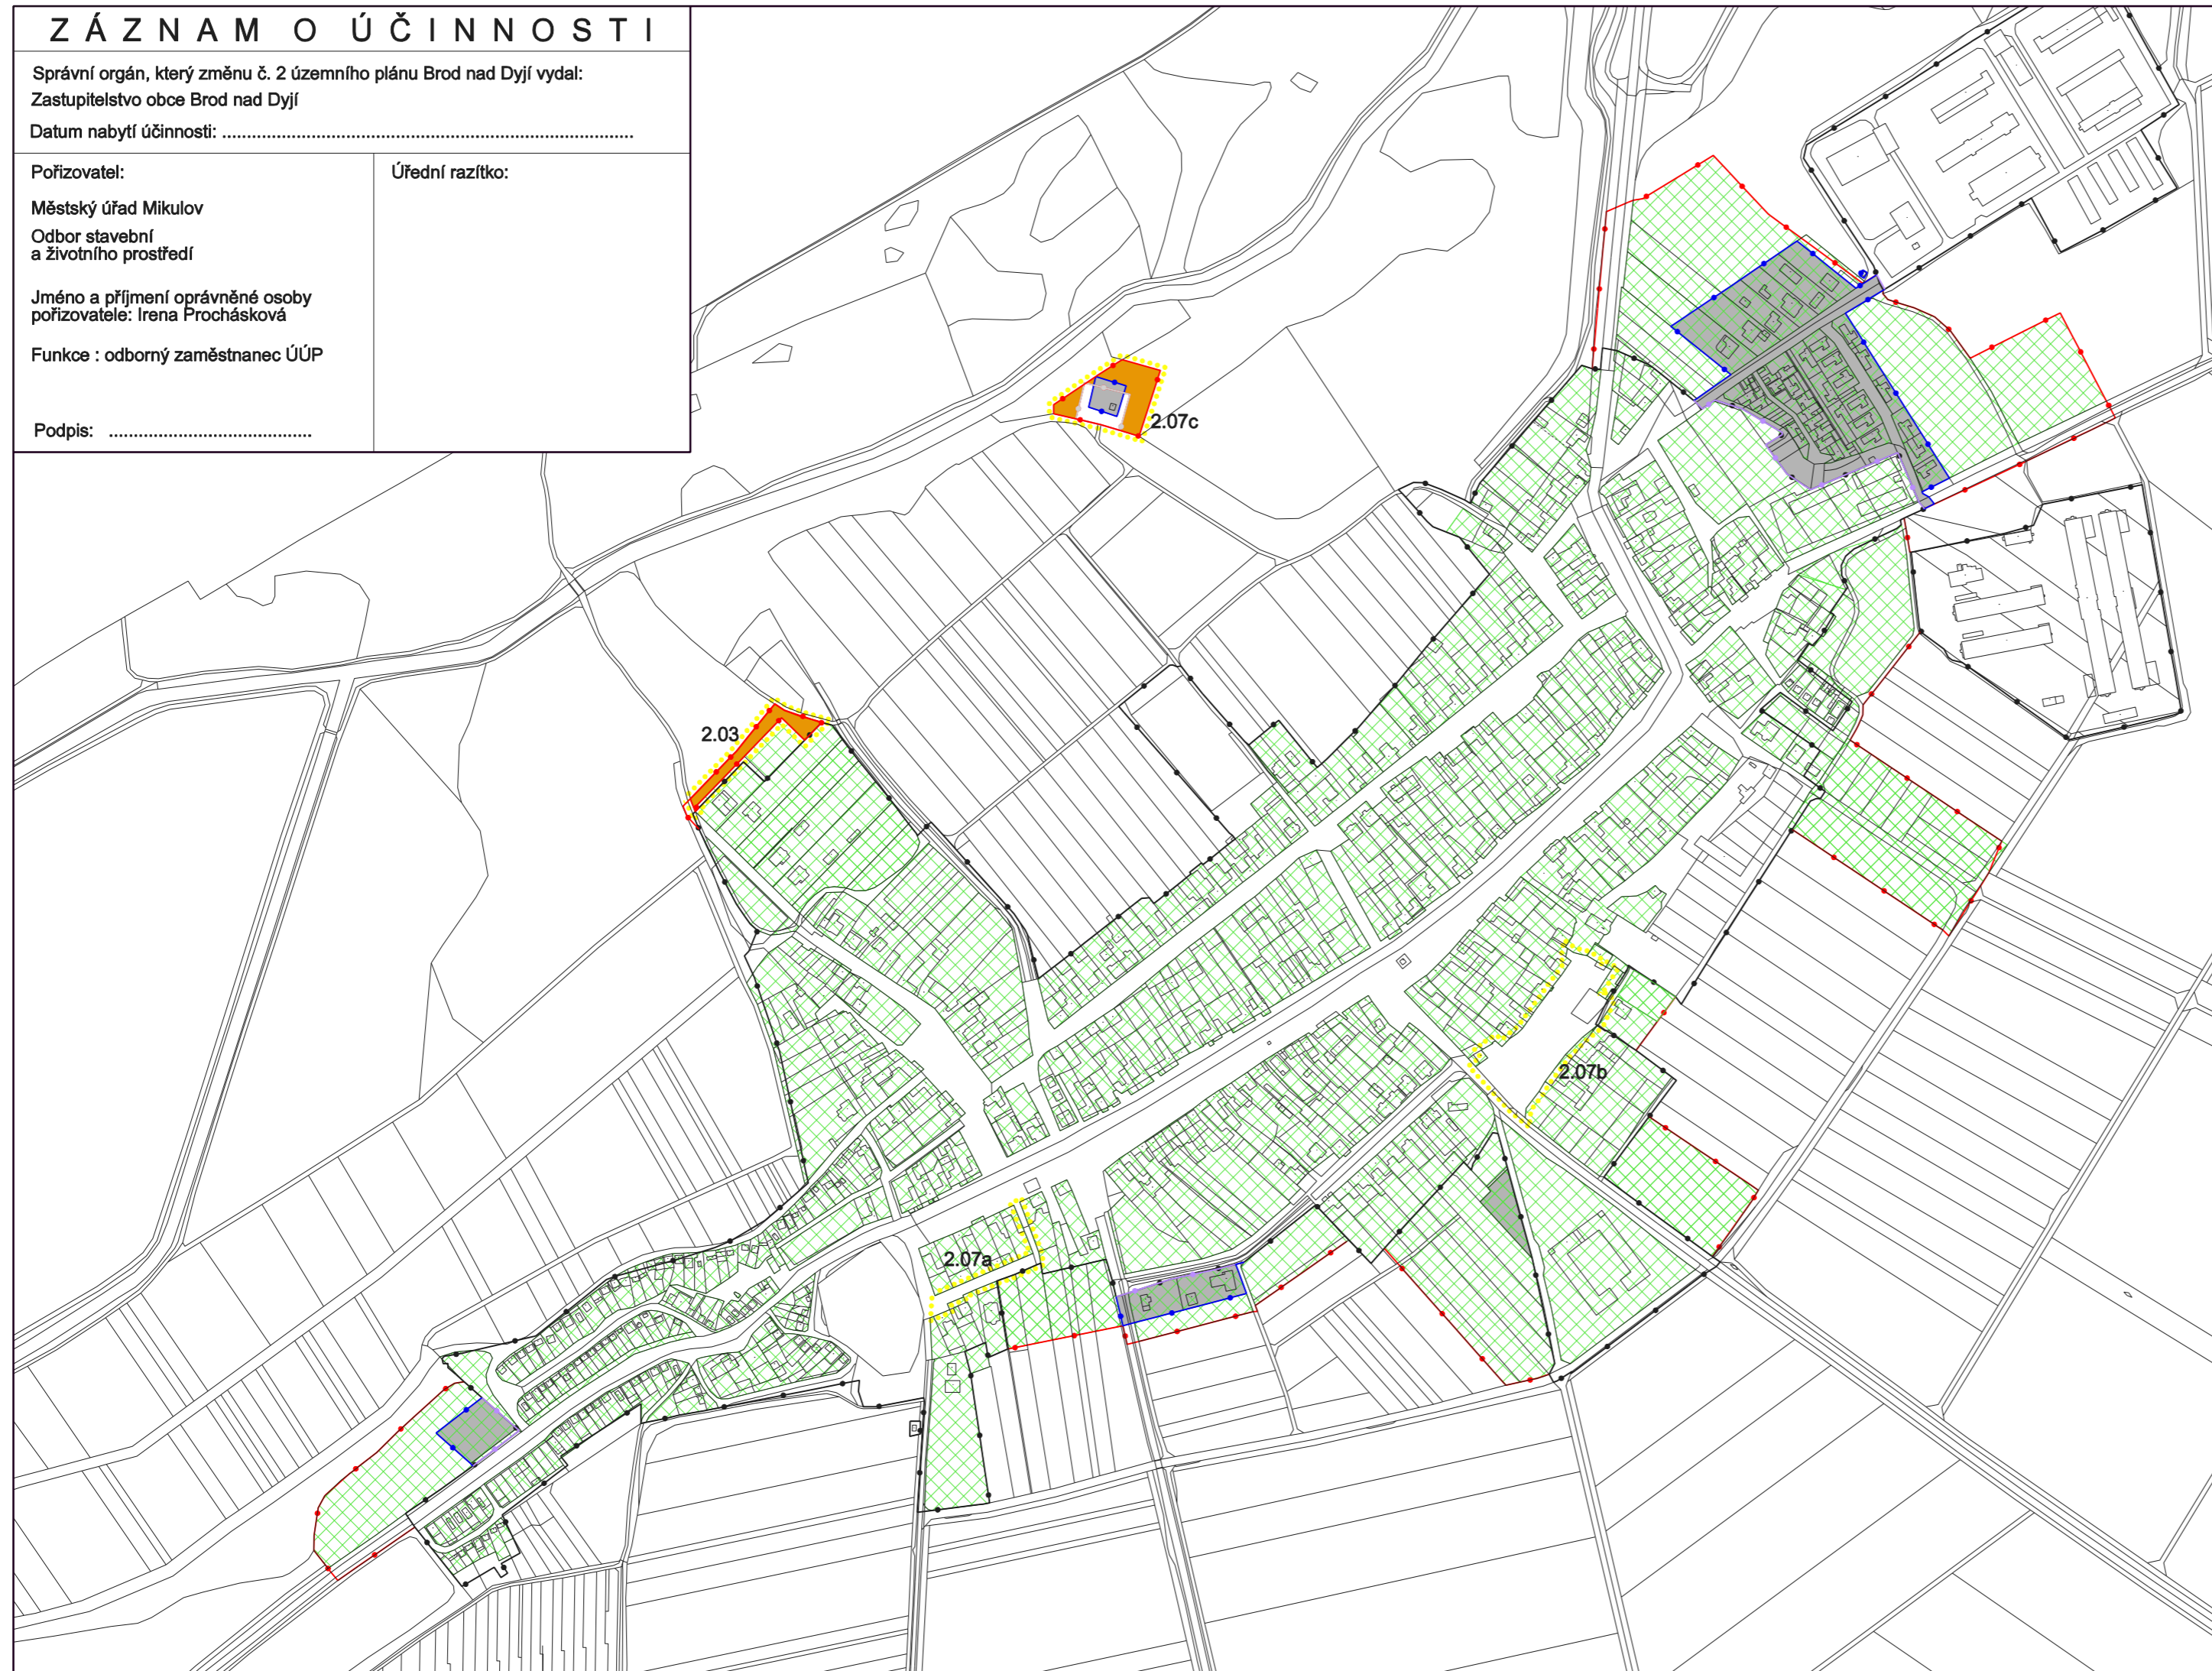 ZÁZNAM O ÚČINNOSTI
Správní orgán, který změnu č. 2 územního plánu Brod nad Dyjí vydal:
Zastupitelstvo obce Brod nad Dyjí
Datum nabytí účinnosti: ....................................................................................
Pořizovatel:
Městský úřad Mikulov
Odbor stavební
a životního prostředí
Jméno a příjmení oprávněné osoby
pořizovatele: Irena Prochásková
Funkce : odborný zaměstnanec ÚÚP
Podpis: .........................................
Úřední razítko:
2.07c
2.03
2.07b
2.07a